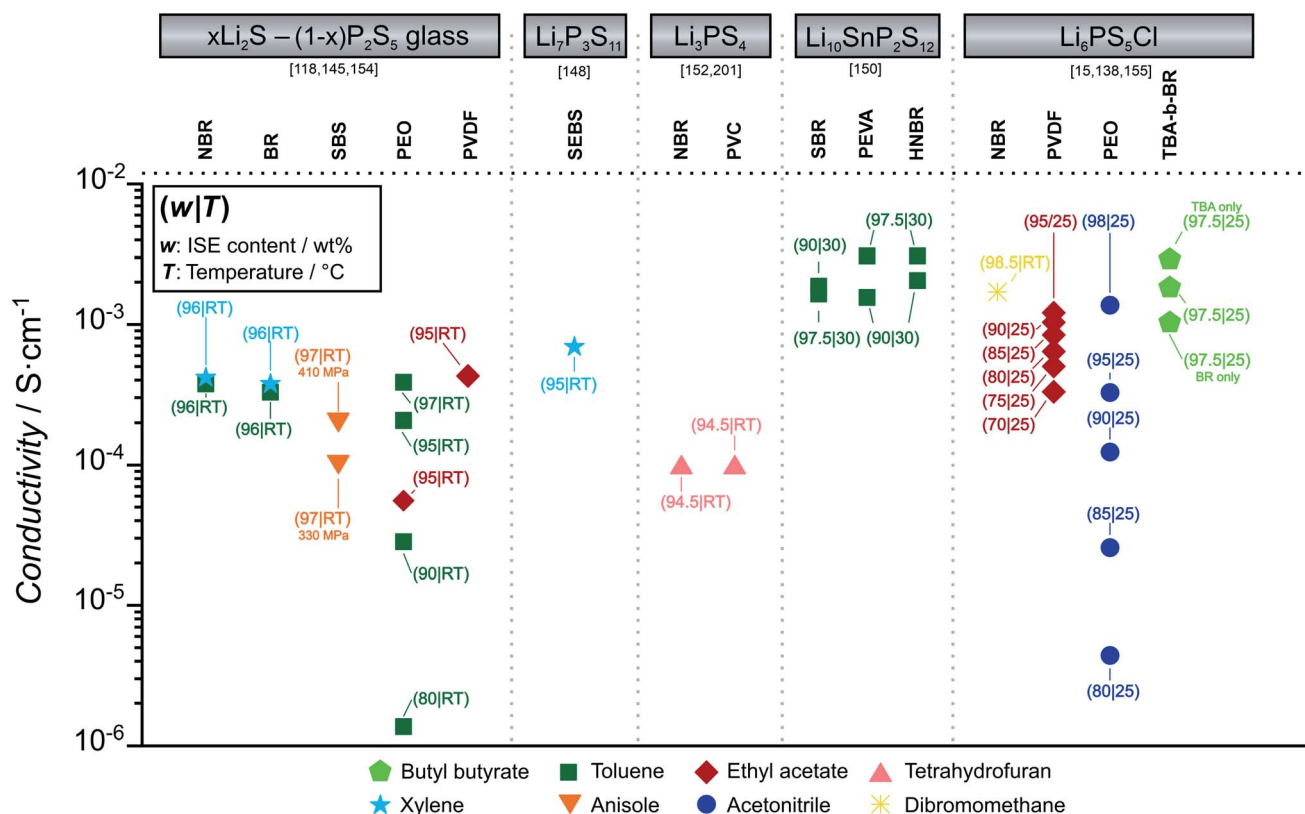 xLi₂S – (1-x)P₂S₅ glass
Li₇P₃S₁₁
Li₃PS₄
Li₁₀SnP₂S₁₂
Li₆PS₅Cl
[118,145,154]
[148]
[152,201]
[150]
[15,138,155]
NBR
BR
SBS
PEO
PVDF
SEBS
NBR
PVC
SBR
PEVA
HNBR
NBR
PVDF
PEO
TBA-b-BR
Conductivity / S·cm⁻¹
10⁻²
10⁻³
10⁻⁴
10⁻⁵
10⁻⁶
(w|T)
w: ISE content / wt%
T: Temperature / °C
(96|RT)
(96|RT)
(96|RT)
(96|RT)
(97|RT)
410 MPa
(97|RT)
330 MPa
(97|RT)
(95|RT)
(95|RT)
(90|RT)
(80|RT)
(95|RT)
(95|RT)
(94.5|RT)
(94.5|RT)
(90|30)
(97.5|30)
(97.5|30)
(90|30)
(98.5|RT)
(95/25)
(90|25)
(85|25)
(80|25)
(75|25)
(70|25)
(98|25)
(95|25)
(90|25)
(85|25)
(80|25)
TBA only
(97.5|25)
(97.5|25)
(97.5|25)
BR only
Butyl butyrate
Toluene
Ethyl acetate
Tetrahydrofuran
Xylene
Anisole
Acetonitrile
Dibromomethane